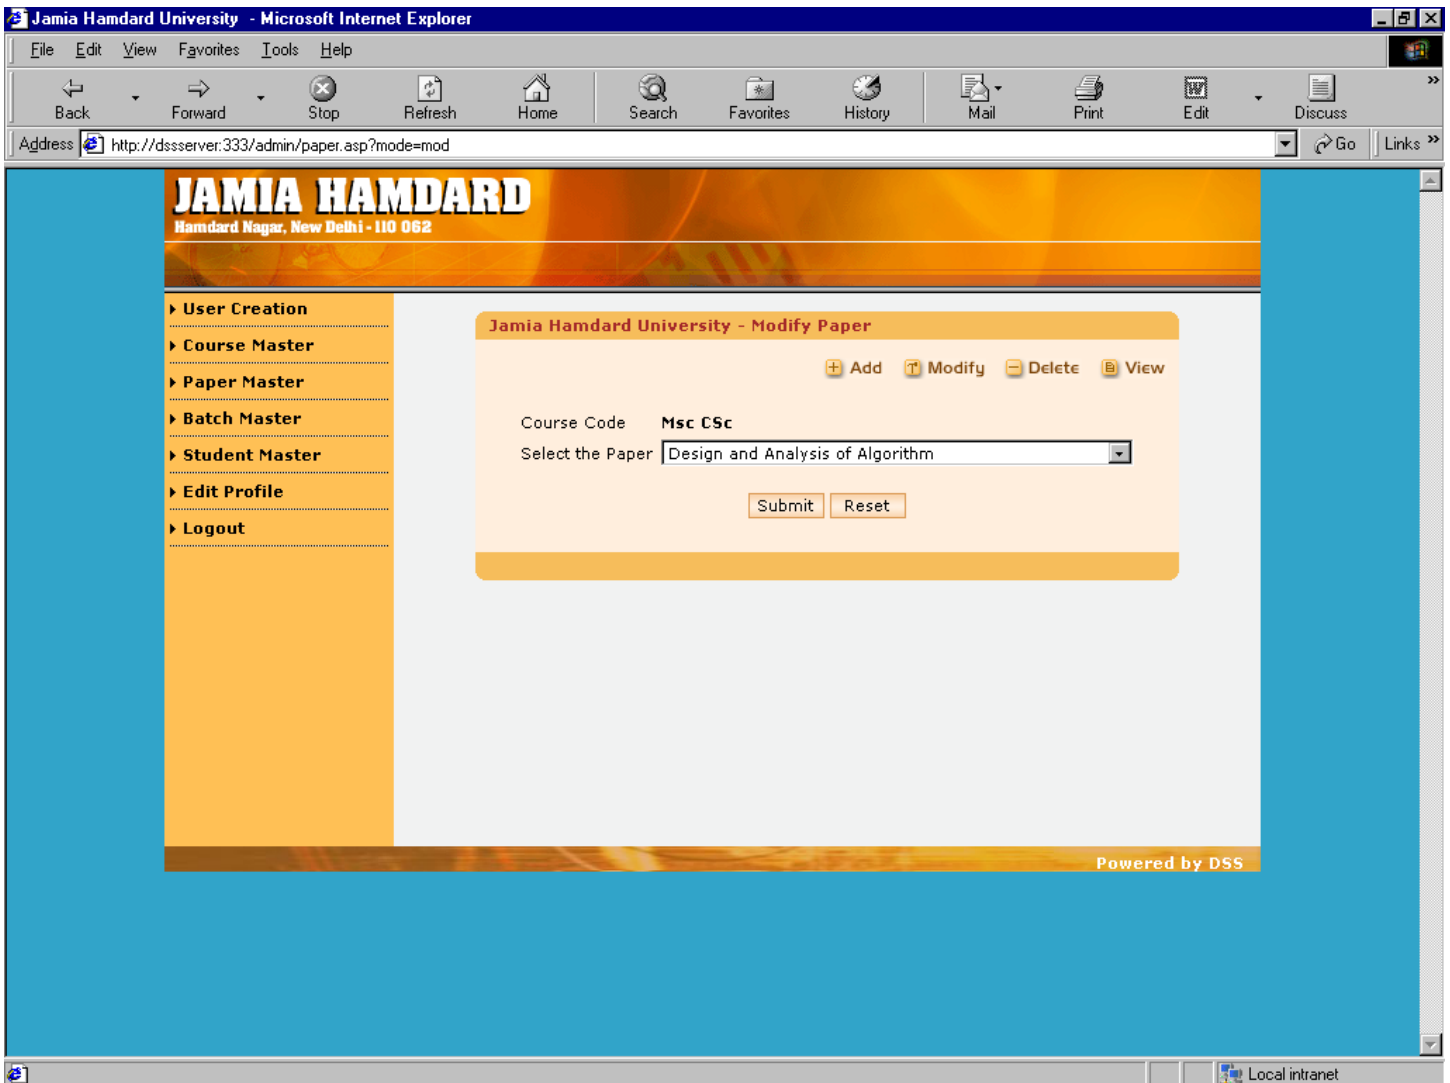 Jamia Hamdard University - Microsoft Internet Explorer
File Edit View Favorites Tools Help
Back Forward Stop Refresh Home Search Favorites History Mail Print Edit Discuss »
Address http://dssserver:333/admin/paper.asp?mode=mod Go Links »
JAMIA HAMDARD
Hamdard Nagar, New Delhi - 110 062
User Creation
Course Master
Paper Master
Batch Master
Student Master
Edit Profile
Logout
Jamia Hamdard University - Modify Paper
Add Modify Delete View
Course Code Msc CSc
Select the Paper Design and Analysis of Algorithm
Submit Reset
Powered by DSS
Local intranet